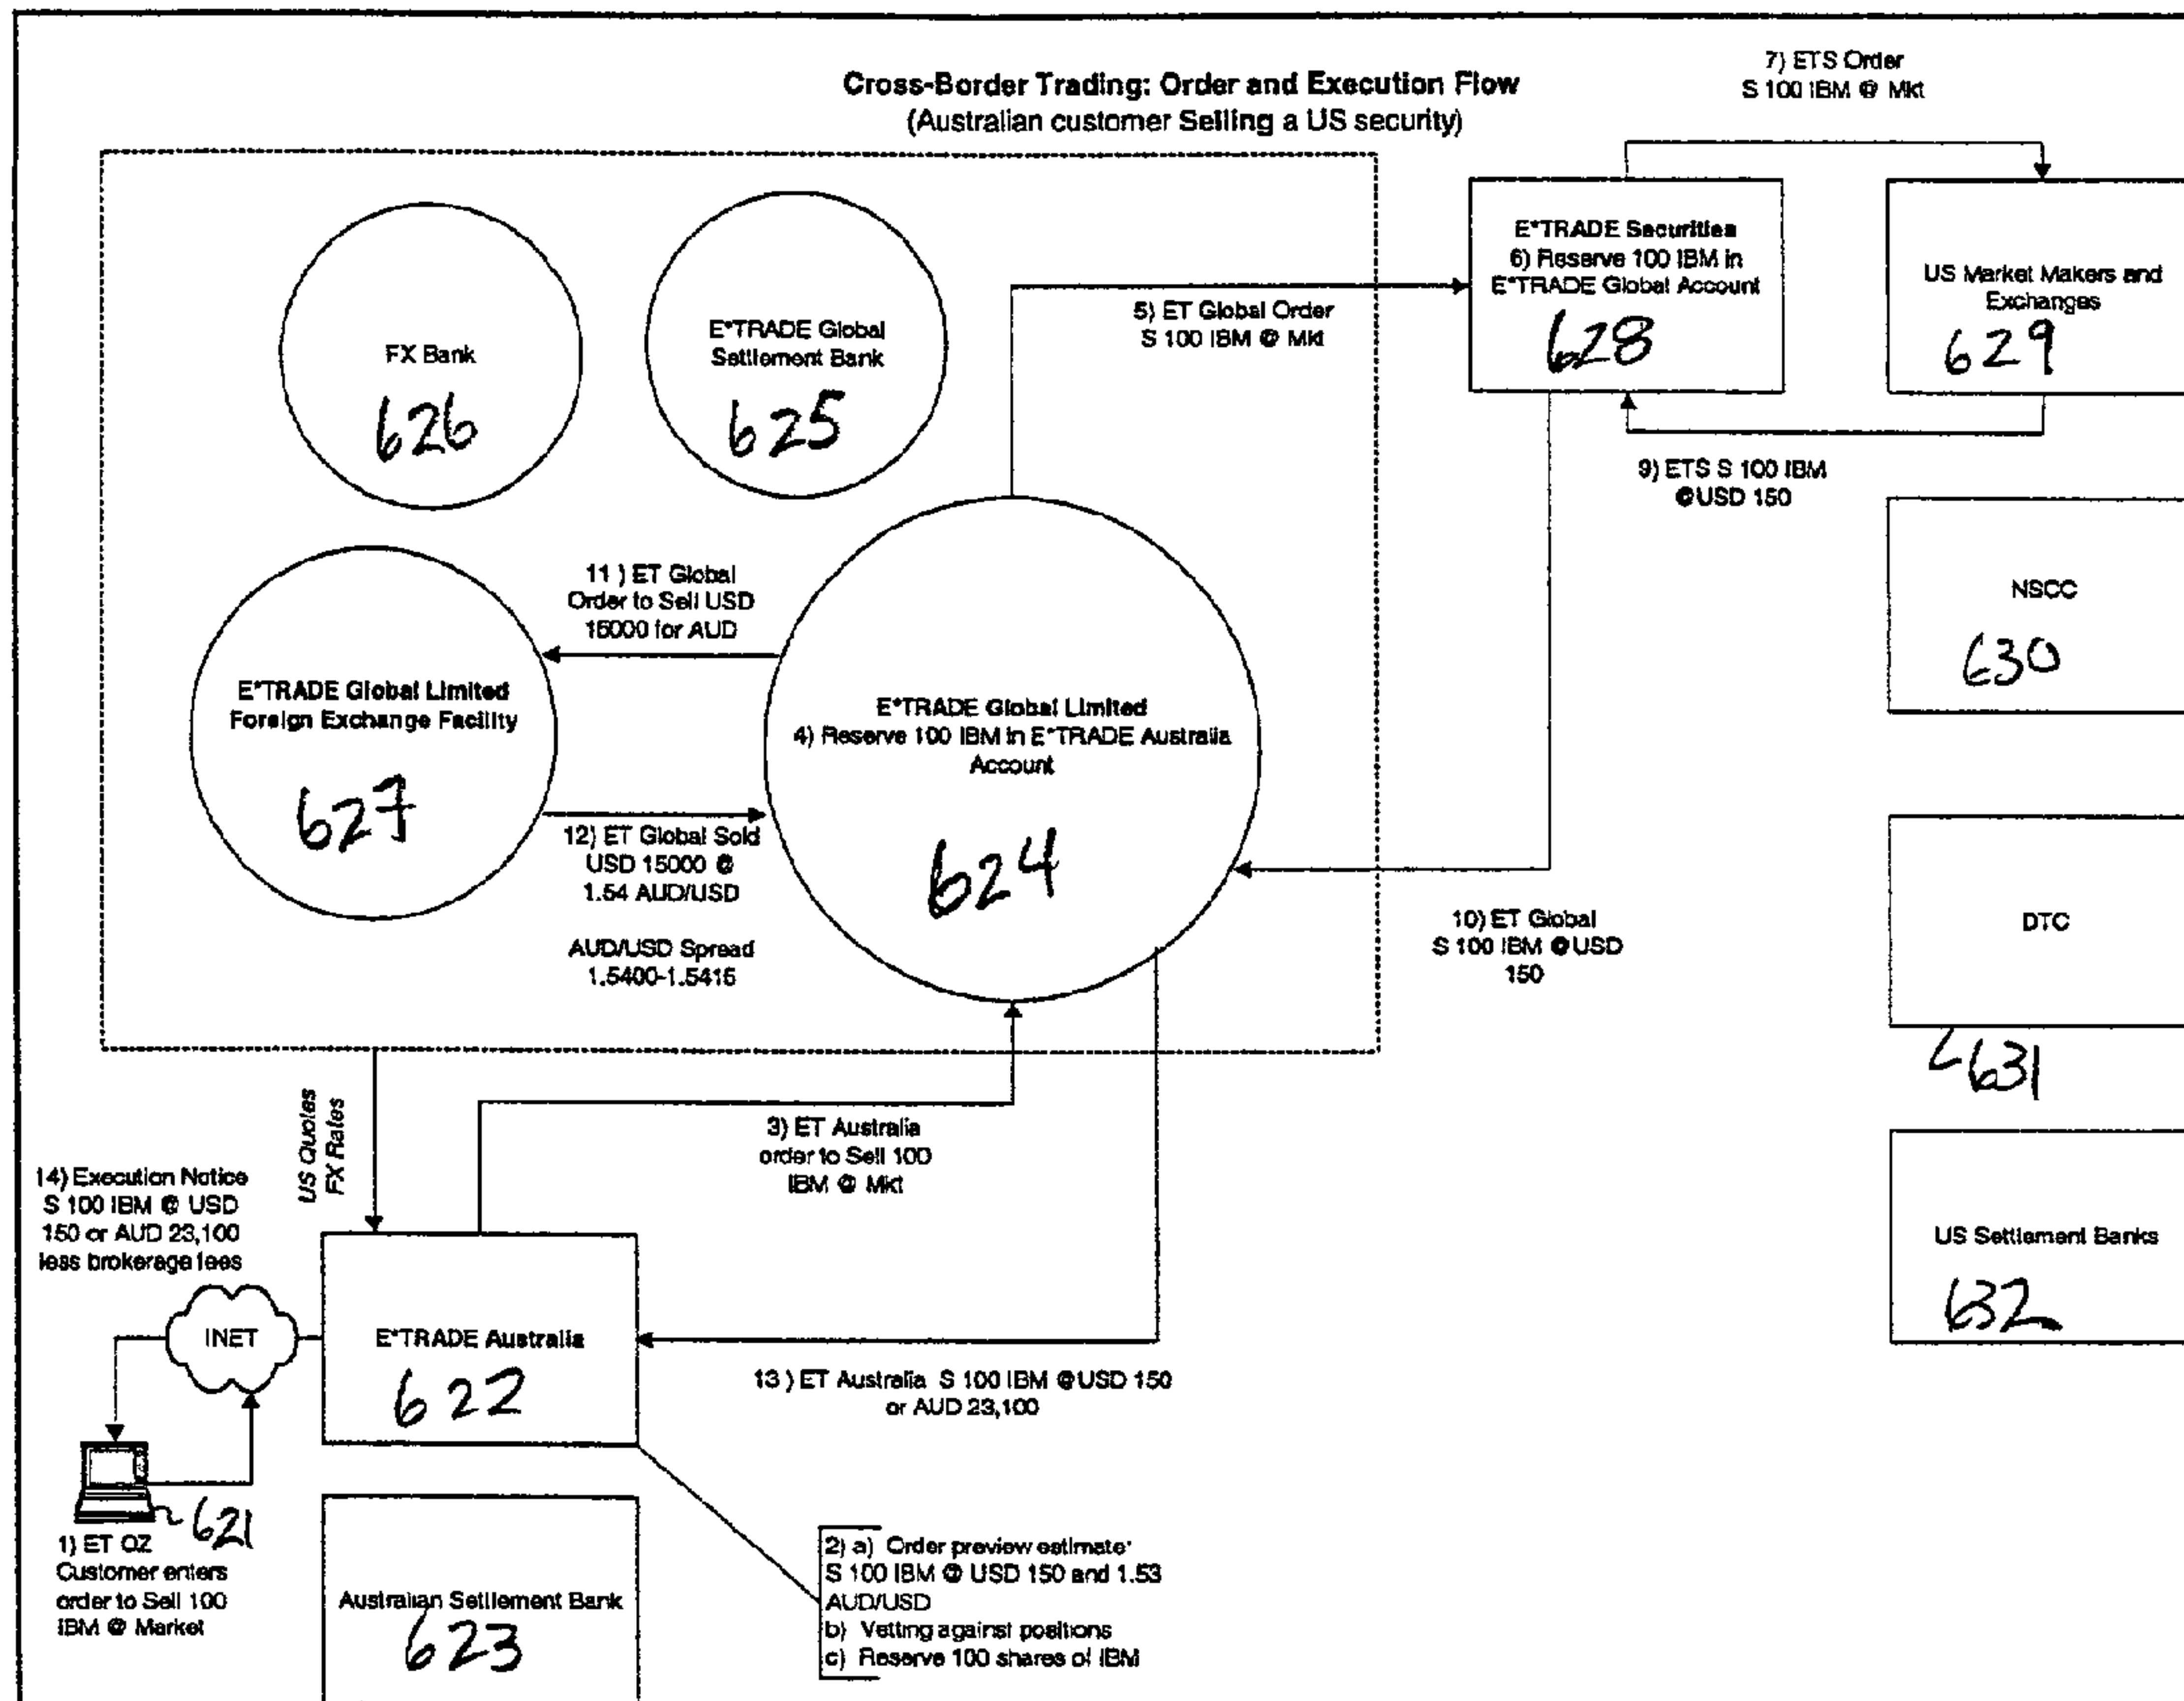 Cross-Border Trading: Order and Execution Flow
(Australian customer Selling a US security)
7) ETS Order
S 100 IBM @ Mkt
FX Bank
626
E*TRADE Global
Settlement Bank
625
5) ET Global Order
S 100 IBM @ Mkt
E*TRADE Securities
6) Reserve 100 IBM in
E*TRADE Global Account
628
US Market Makers and
Exchanges
629
9) ETS S 100 IBM
@USD 150
NSCC
630
11 ) ET Global
Order to Sell USD
15000 for AUD
E*TRADE Global Limited
Foreign Exchange Facility
627
E*TRADE Global Limited
4) Reserve 100 IBM in E*TRADE Australia
Account
624
12) ET Global Sold
USD 15000 @
1.54 AUD/USD
AUD/USD Spread
1.5400-1.5415
10) ET Global
S 100 IBM @USD
150
DTC
631
US Quotes
FX Rates
3) ET Australia
order to Sell 100
IBM @ Mkt
14) Execution Notice
S 100 IBM @ USD
150 or AUD 23,100
less brokerage fees
INET
E*TRADE Australia
622
13 ) ET Australia S 100 IBM @USD 150
or AUD 23,100
US Settlement Banks
632
621
1) ET OZ
Customer enters
order to Sell 100
IBM @ Market
Australian Settlement Bank
623
2) a) Order preview estimate:
S 100 IBM @ USD 150 and 1.53
AUD/USD
b) Vetting against positions
c) Reserve 100 shares of IBM